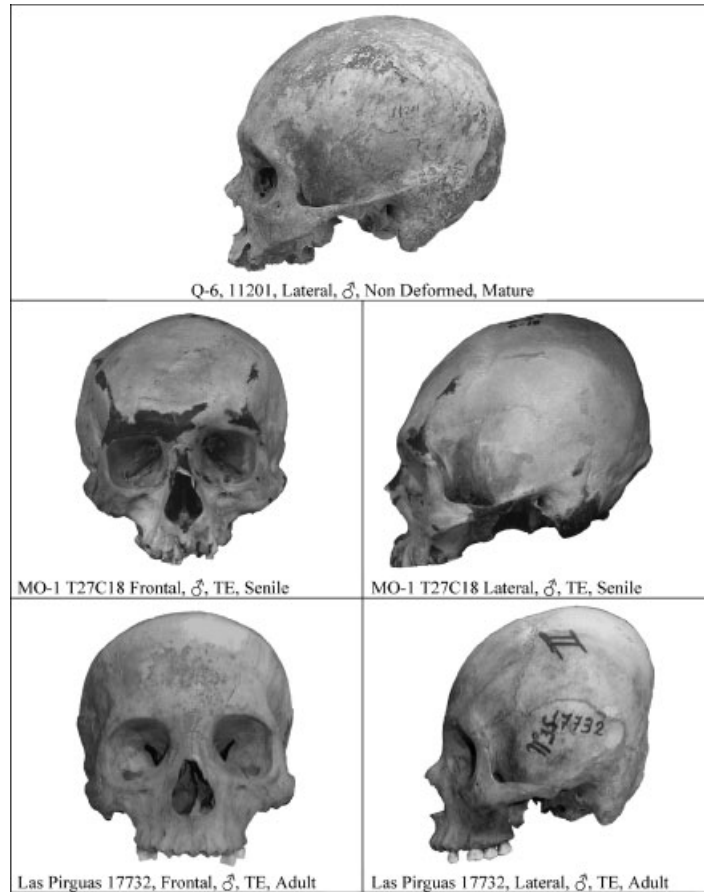 Q-6, 11201, Lateral, ♂, Non Deformed, Mature
MO-1 T27C18 Frontal, ♂, TE, Senile
MO-1 T27C18 Lateral, ♂, TE, Senile
17732
Las Pirguas 17732, Frontal, ♂, TE, Adult
Las Pirguas 17732, Lateral, ♂, TE, Adult